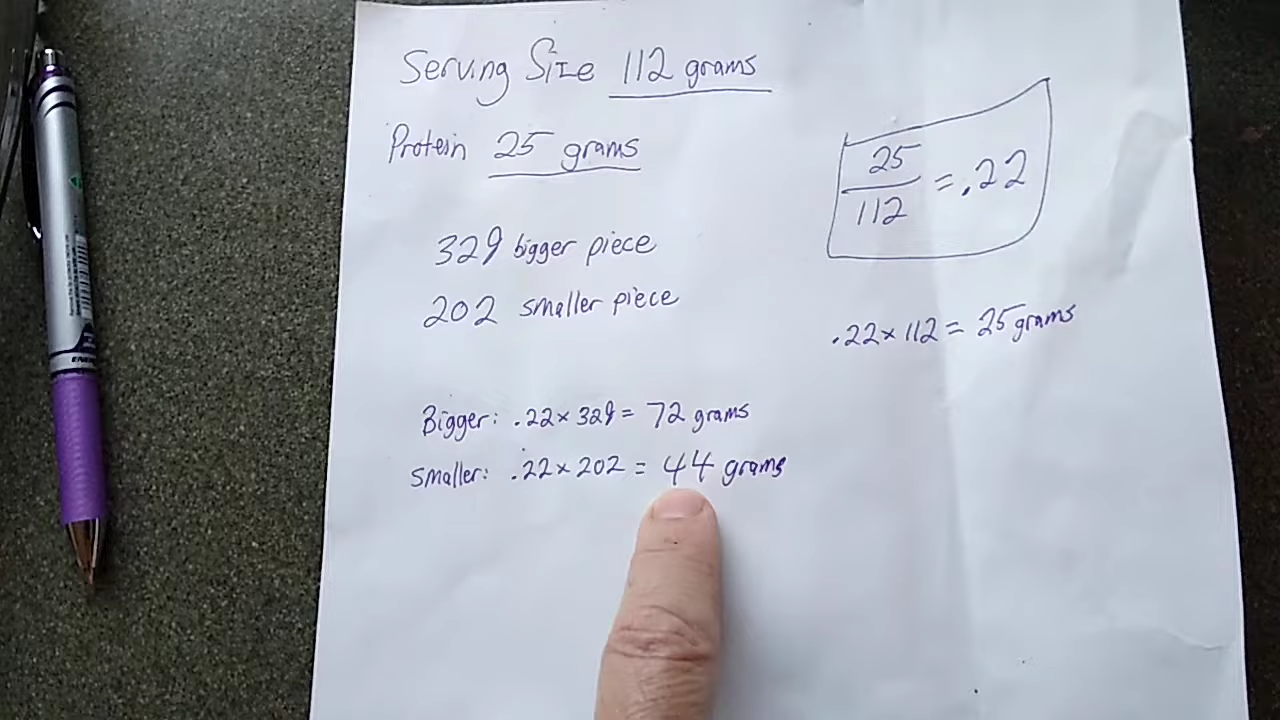 Serving Size 112 grams
Protein 25 grams
329 bigger piece
202 smaller piece
Bigger: .22 x 329 = 72 grams
Smaller: .22 x 202 = 44 grams
25
112
= .22
.22 x 112 = 25 grams